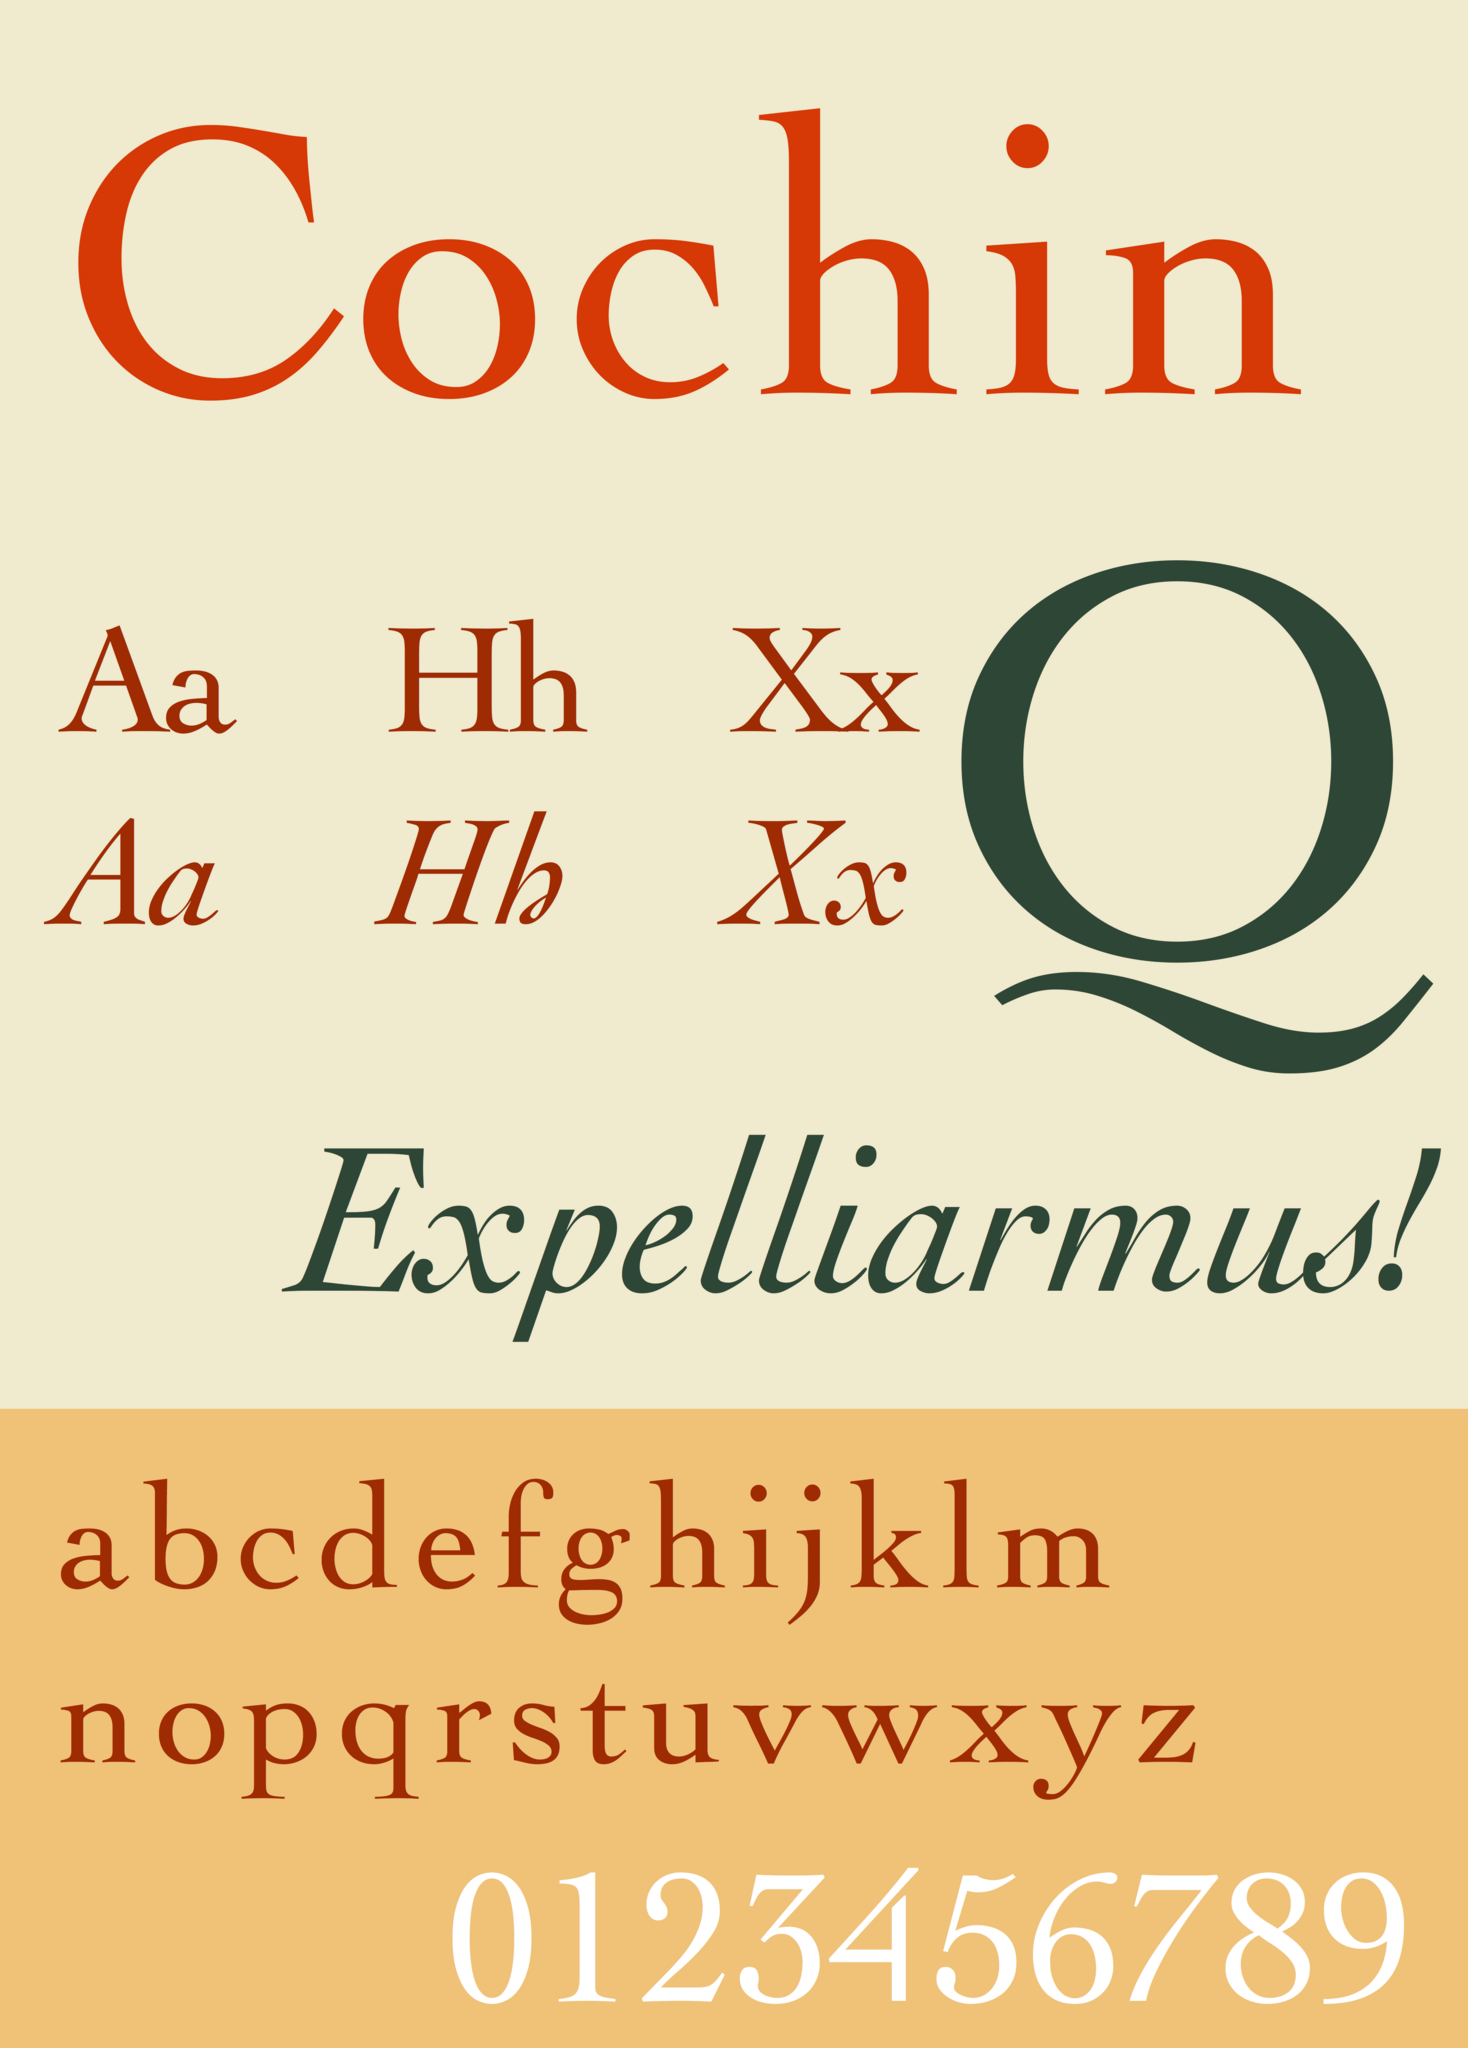 Cochin
Aa Hh Xx
Q
Aa Hh Xx
Expelliarmus!
abcdefghijklm
nopqrstuvwxyz
0123456789